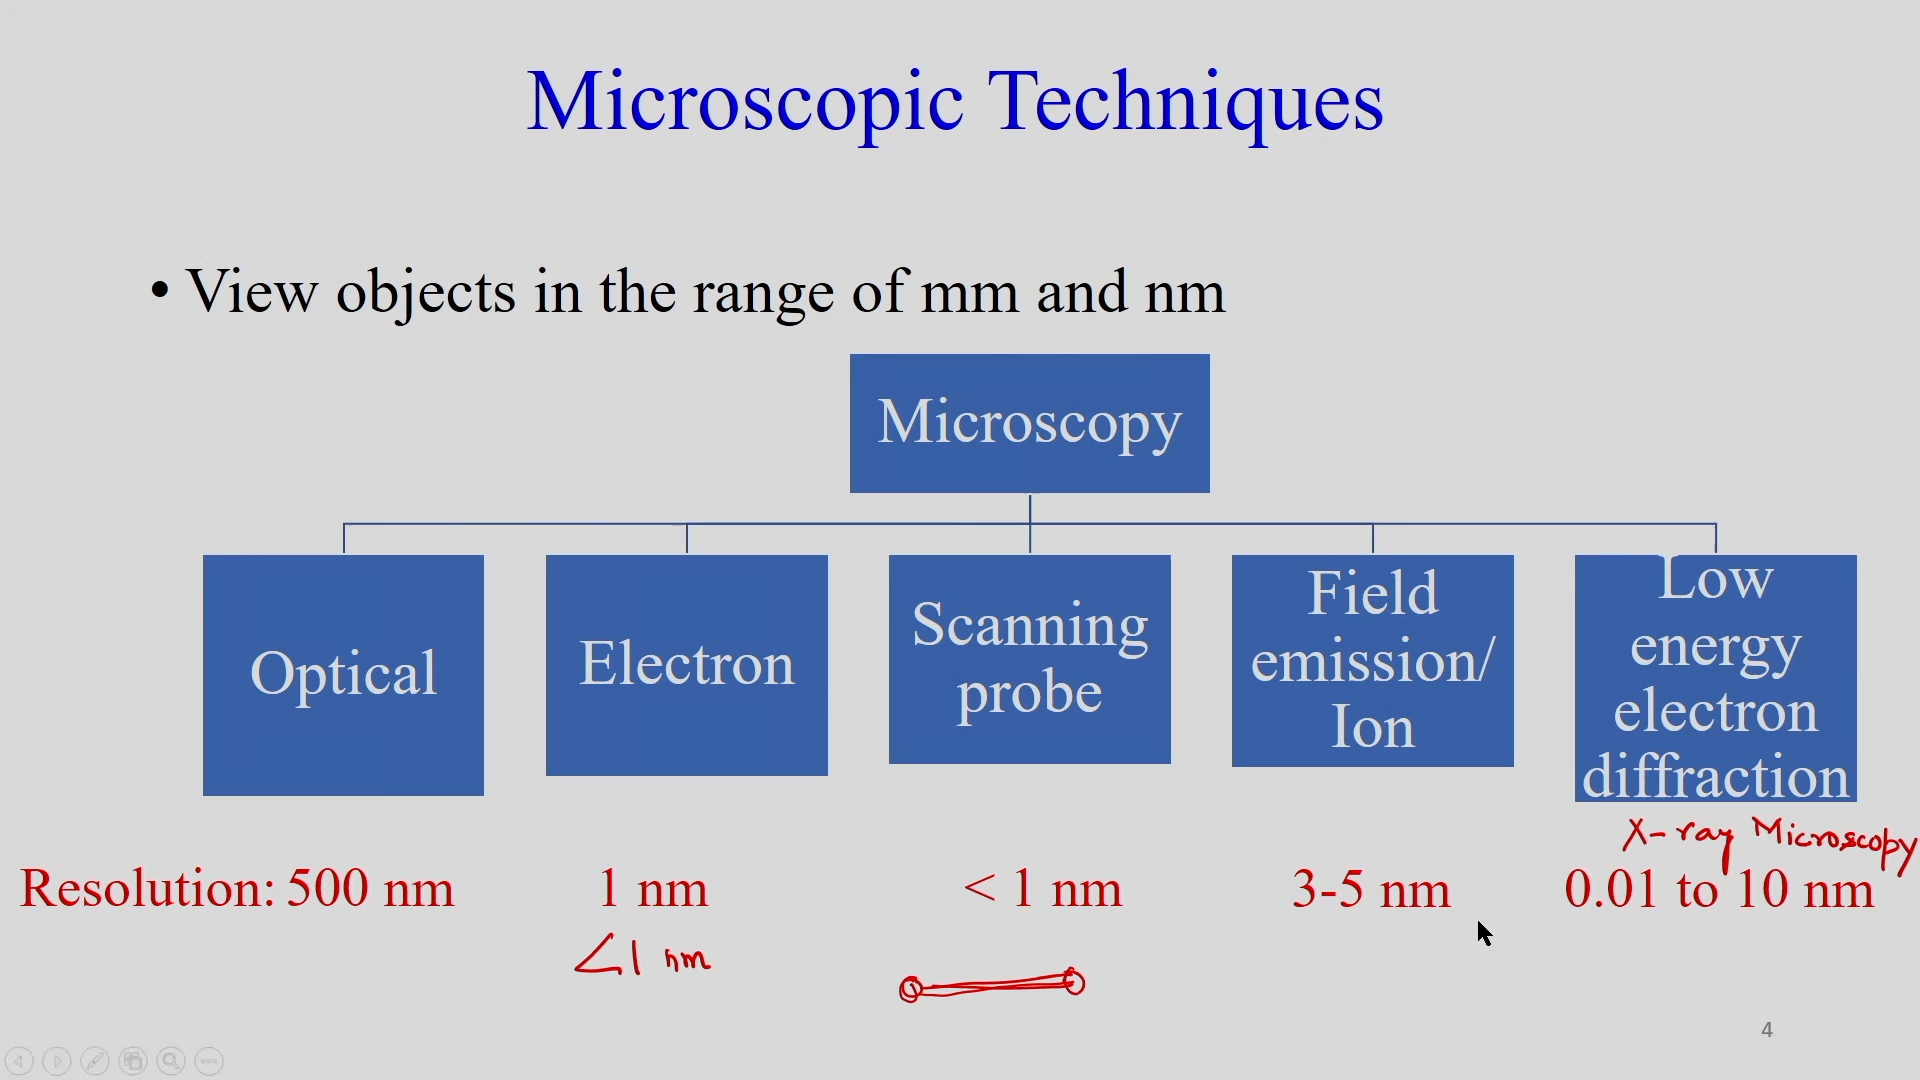 Microscopic Techniques
• View objects in the range of mm and nm
Microscopy
Optical
Electron
Scanning
probe
Field
emission/
Ion
Low
energy
electron
diffraction
X-ray Microscopy
Resolution: 500 nm
1 nm
< 1 nm
3-5 nm
0.01 to 10 nm
<1 nm
4